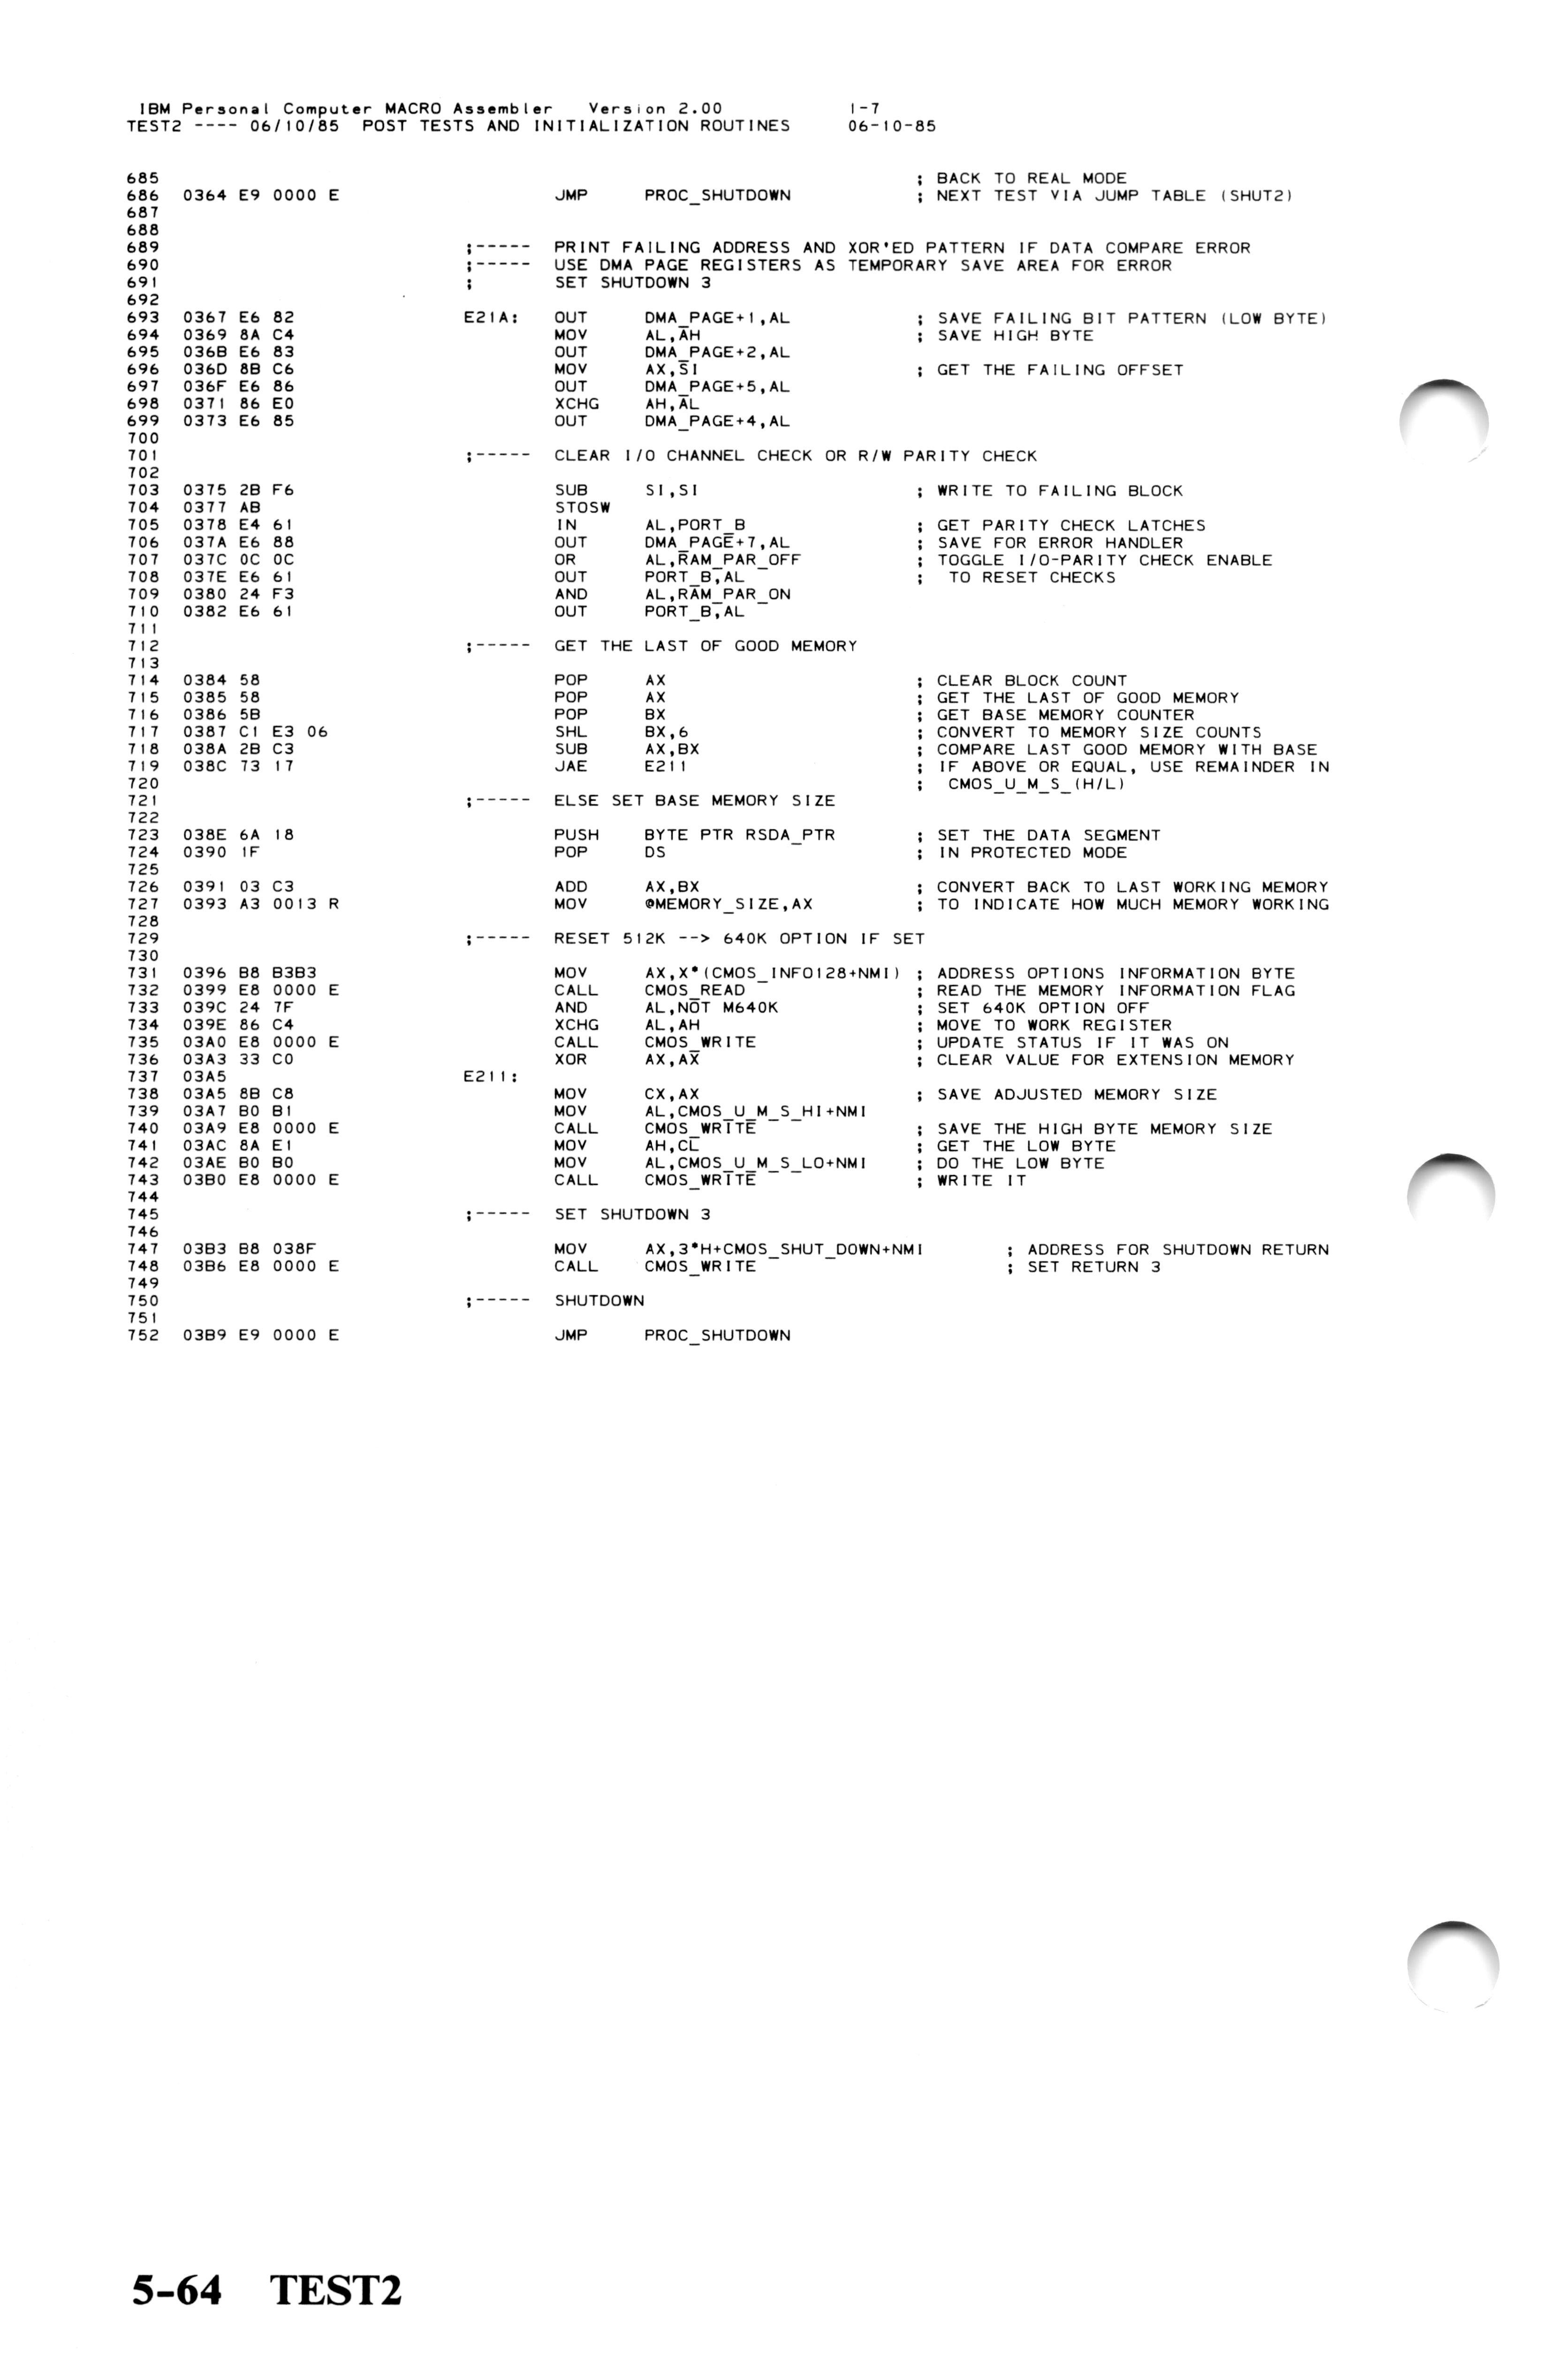 IBM Personal Computer MACRO Assembler   Version 2.00              1-7
TEST2 ---- 06/10/85  POST TESTS AND INITIALIZATION ROUTINES       06-10-85
685                                                     ; BACK TO REAL MODE
686  0364 E9 0000 E                   JMP     PROC_SHUTDOWN              ; NEXT TEST VIA JUMP TABLE (SHUT2)
687
688
689                          ;-----  PRINT FAILING ADDRESS AND XOR'ED PATTERN IF DATA COMPARE ERROR
690                          ;-----  USE DMA PAGE REGISTERS AS TEMPORARY SAVE AREA FOR ERROR
691                          ;       SET SHUTDOWN 3
692
693  0367 E6 82              E21A:   OUT     DMA_PAGE+1,AL              ; SAVE FAILING BIT PATTERN (LOW BYTE)
694  0369 8A C4                      MOV     AL,AH                      ; SAVE HIGH BYTE
695  036B E6 83                      OUT     DMA_PAGE+2,AL
696  036D 8B C6                      MOV     AX,SI                      ; GET THE FAILING OFFSET
697  036F E6 86                      OUT     DMA_PAGE+5,AL
698  0371 86 E0                      XCHG    AH,AL
699  0373 E6 85                      OUT     DMA_PAGE+4,AL
700
701                          ;-----  CLEAR I/O CHANNEL CHECK OR R/W PARITY CHECK
702
703  0375 2B F6                      SUB     SI,SI                      ; WRITE TO FAILING BLOCK
704  0377 AB                         STOSW
705  0378 E4 61                      IN      AL,PORT_B                  ; GET PARITY CHECK LATCHES
706  037A E6 88                      OUT     DMA_PAGE+7,AL              ; SAVE FOR ERROR HANDLER
707  037C 0C 0C                      OR      AL,RAM_PAR_OFF             ; TOGGLE I/O-PARITY CHECK ENABLE
708  037E E6 61                      OUT     PORT_B,AL                  ;  TO RESET CHECKS
709  0380 24 F3                      AND     AL,RAM_PAR_ON
710  0382 E6 61                      OUT     PORT_B,AL
711
712                          ;-----  GET THE LAST OF GOOD MEMORY
713
714  0384 58                         POP     AX                         ; CLEAR BLOCK COUNT
715  0385 58                         POP     AX                         ; GET THE LAST OF GOOD MEMORY
716  0386 5B                         POP     BX                         ; GET BASE MEMORY COUNTER
717  0387 C1 E3 06                   SHL     BX,6                       ; CONVERT TO MEMORY SIZE COUNTS
718  038A 2B C3                      SUB     AX,BX                      ; COMPARE LAST GOOD MEMORY WITH BASE
719  038C 73 17                      JAE     E211                       ; IF ABOVE OR EQUAL, USE REMAINDER IN
720                                                                     ;  CMOS_U_M_S_(H/L)
721                          ;-----  ELSE SET BASE MEMORY SIZE
722
723  038E 6A 18                      PUSH    BYTE PTR RSDA_PTR          ; SET THE DATA SEGMENT
724  0390 1F                         POP     DS                         ; IN PROTECTED MODE
725
726  0391 03 C3                      ADD     AX,BX                      ; CONVERT BACK TO LAST WORKING MEMORY
727  0393 A3 0013 R                  MOV     @MEMORY_SIZE,AX            ; TO INDICATE HOW MUCH MEMORY WORKING
728
729                          ;-----  RESET 512K --> 640K OPTION IF SET
730
731  0396 B8 B3B3                    MOV     AX,X*(CMOS_INFO128+NMI)    ; ADDRESS OPTIONS INFORMATION BYTE
732  0399 E8 0000 E                  CALL    CMOS_READ                  ; READ THE MEMORY INFORMATION FLAG
733  039C 24 7F                      AND     AL,NOT M640K               ; SET 640K OPTION OFF
734  039E 86 C4                      XCHG    AL,AH                      ; MOVE TO WORK REGISTER
735  03A0 E8 0000 E                  CALL    CMOS_WRITE                 ; UPDATE STATUS IF IT WAS ON
736  03A3 33 C0                      XOR     AX,AX                      ; CLEAR VALUE FOR EXTENSION MEMORY
737  03A5                    E211:
738  03A5 8B C8                      MOV     CX,AX                      ; SAVE ADJUSTED MEMORY SIZE
739  03A7 B0 B1                      MOV     AL,CMOS_U_M_S_HI+NMI
740  03A9 E8 0000 E                  CALL    CMOS_WRITE                 ; SAVE THE HIGH BYTE MEMORY SIZE
741  03AC 8A E1                      MOV     AH,CL                      ; GET THE LOW BYTE
742  03AE B0 B0                      MOV     AL,CMOS_U_M_S_LO+NMI       ; DO THE LOW BYTE
743  03B0 E8 0000 E                  CALL    CMOS_WRITE                 ; WRITE IT
744
745                          ;-----  SET SHUTDOWN 3
746
747  03B3 B8 038F                    MOV     AX,3*H+CMOS_SHUT_DOWN+NMI          ; ADDRESS FOR SHUTDOWN RETURN
748  03B6 E8 0000 E                  CALL    CMOS_WRITE                         ; SET RETURN 3
749
750                          ;-----  SHUTDOWN
751
752  03B9 E9 0000 E                  JMP     PROC_SHUTDOWN
5-64   TEST2